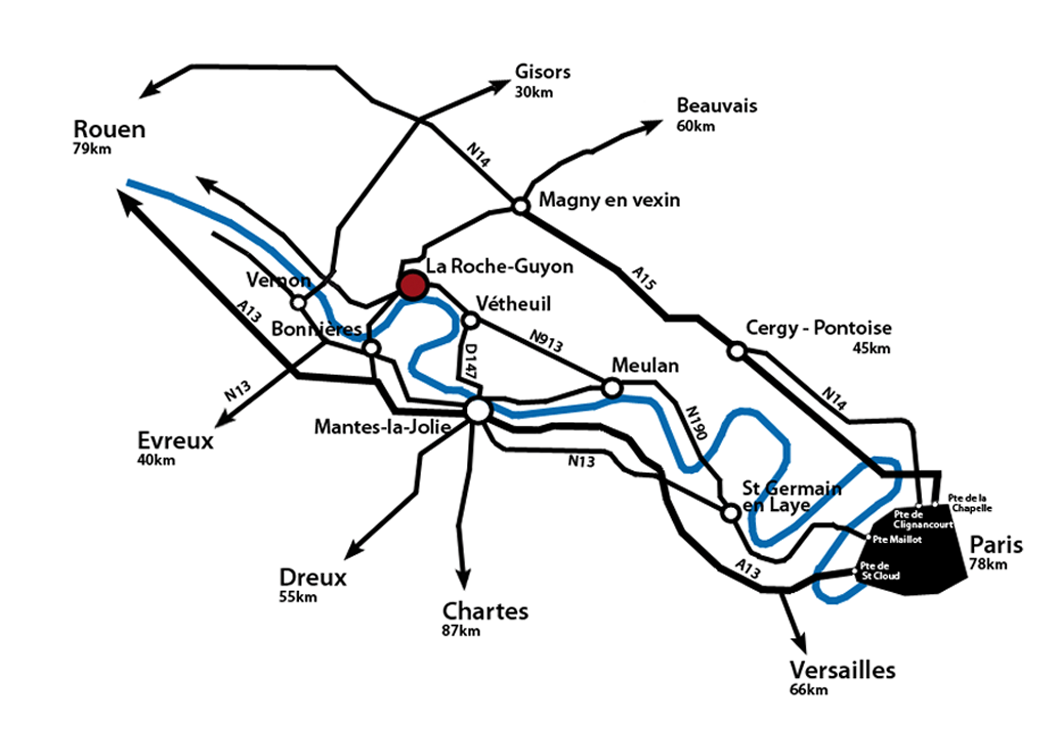 Gisors
30km
Beauvais
60km
Rouen
79km
N14
Magny en vexin
La Roche-Guyon
A15
Vernon
Vétheuil
A13
Bonnières
N913
Cergy - Pontoise
45km
D147
Meulan
N13
N14
Mantes-la-Jolie
N190
Evreux
40km
N13
St Germain
en Laye
Pte de la
Chapelle
Pte de
Clignancourt
Pte Maillot
Paris
78km
A13
Pte de
St Cloud
Dreux
55km
Chartes
87km
Versailles
66km